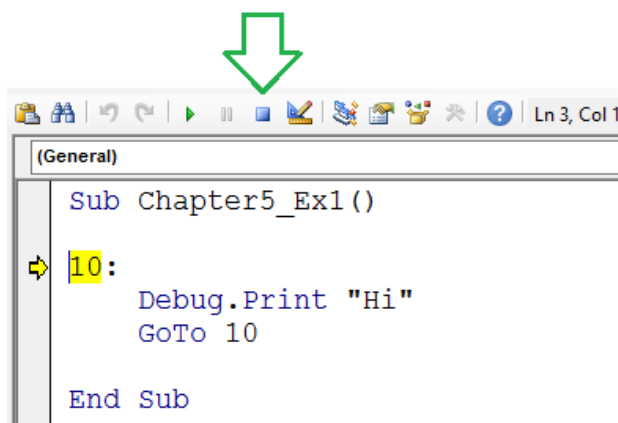 Ln 3, Col 1
(General)
Sub Chapter5_Ex1()
10:
Debug.Print "Hi"
GoTo 10
End Sub